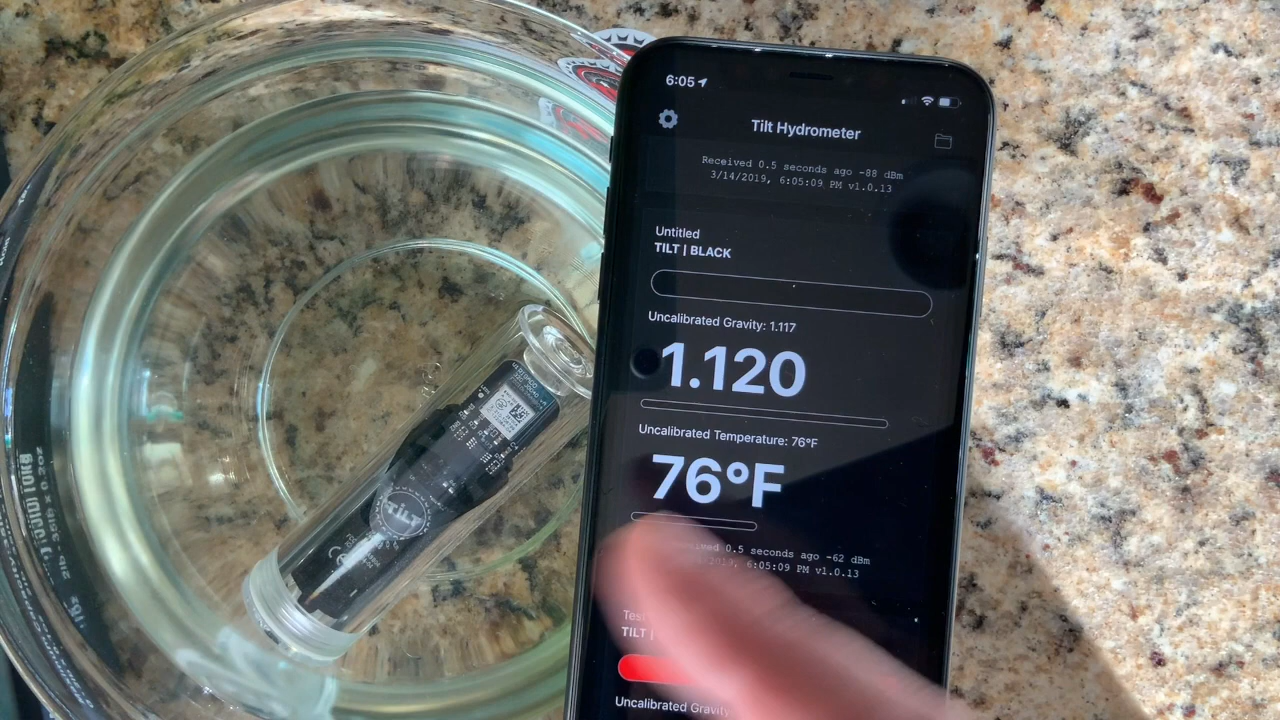 6:05
Tilt Hydrometer
Received 0.5 seconds ago -88 dBm
3/14/2019, 6:05:09 PM v1.0.13
Untitled
TILT | BLACK
Uncalibrated Gravity: 1.117
1.120
Uncalibrated Temperature: 76°F
76°F
0.5 seconds ago -62 dBm
2019, 6:05:09 PM v1.0.13
TILT |
Uncalibrated Gravity
TILT
CE